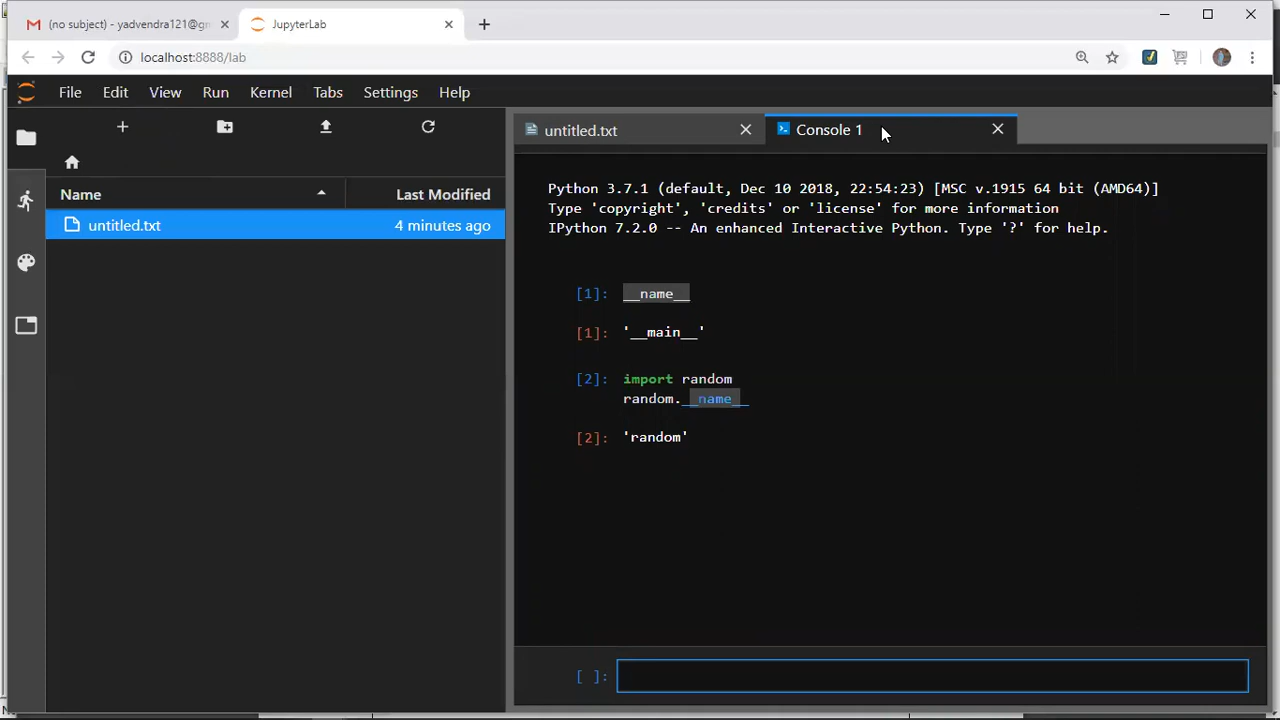 (no subject) - yadvendra121@gr
JupyterLab
localhost:8888/lab
File Edit View Run Kernel Tabs Settings Help
untitled.txt
Console 1
Name
Last Modified
untitled.txt
4 minutes ago
Python 3.7.1 (default, Dec 10 2018, 22:54:23) [MSC v.1915 64 bit (AMD64)]
Type 'copyright', 'credits' or 'license' for more information
IPython 7.2.0 -- An enhanced Interactive Python. Type '?' for help.
[1]: __name__
[1]: '__main__'
[2]: import random
random.__name__
[2]: 'random'
[ ]: